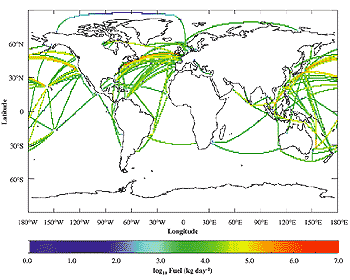 60°N
30°N
Latitude
0
30°S
60°S
180°W 150°W 120°W 90°W 60°W 30°W 0 30°E 60°E 90°E 120°E 150°E 180°E
Longitude
0.0 1.0 2.0 3.0 4.0 5.0 6.0 7.0
log₁₀ Fuel (kg day⁻¹)